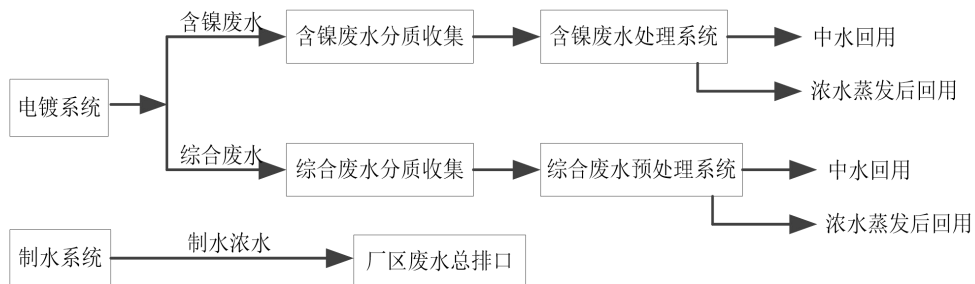 含镍废水
含镍废水分质收集
含镍废水处理系统
中水回用
浓水蒸发后回用
电镀系统
综合废水
综合废水分质收集
综合废水预处理系统
中水回用
浓水蒸发后回用
制水系统
制水浓水
厂区废水总排口